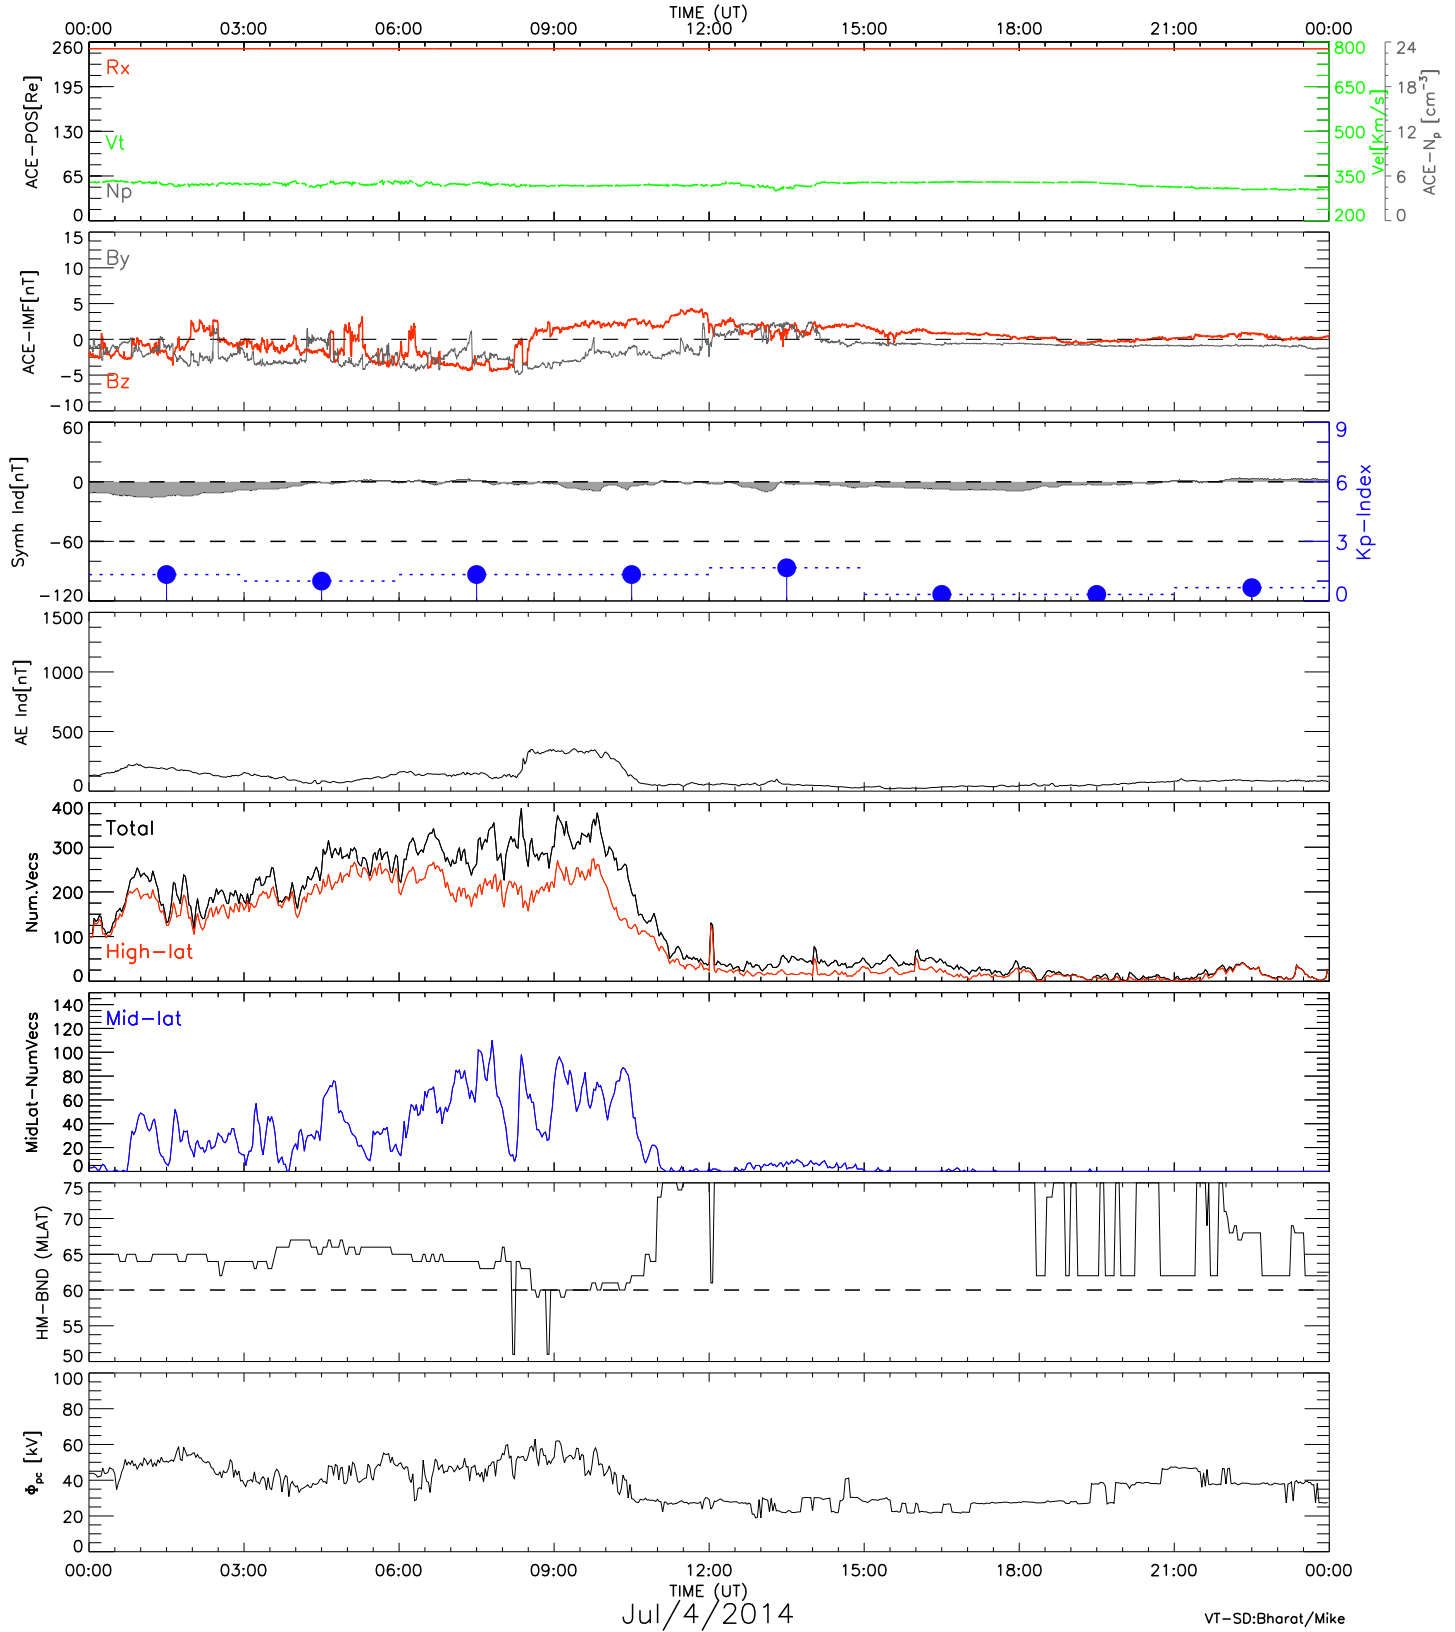 TIME (UT)
00:00 03:00 06:00 09:00 12:00 15:00 18:00 21:00 00:00
ACE-POS[Re]
260
195
130
65
0
Rx
Vt
Np
800
650
500
350
200
Vel[Km/s]
24
18
12
6
0
ACE-Np [cm⁻³]
ACE-IMF[nT]
15
10
5
0
-5
-10
By
Bz
Symh Ind[nT]
60
0
-60
-120
9
6
3
0
Kp-Index
AE Ind[nT]
1500
1000
500
0
Num.Vecs
400
300
200
100
0
Total
High-lat
MidLat-NumVecs
140
120
100
80
60
40
20
0
Mid-lat
HM-BND (MLAT)
75
70
65
60
55
50
Φpc [kV]
100
80
60
40
20
0
00:00 03:00 06:00 09:00 12:00 15:00 18:00 21:00 00:00
TIME (UT)
Jul/4/2014
VT-SD:Bharat/Mike